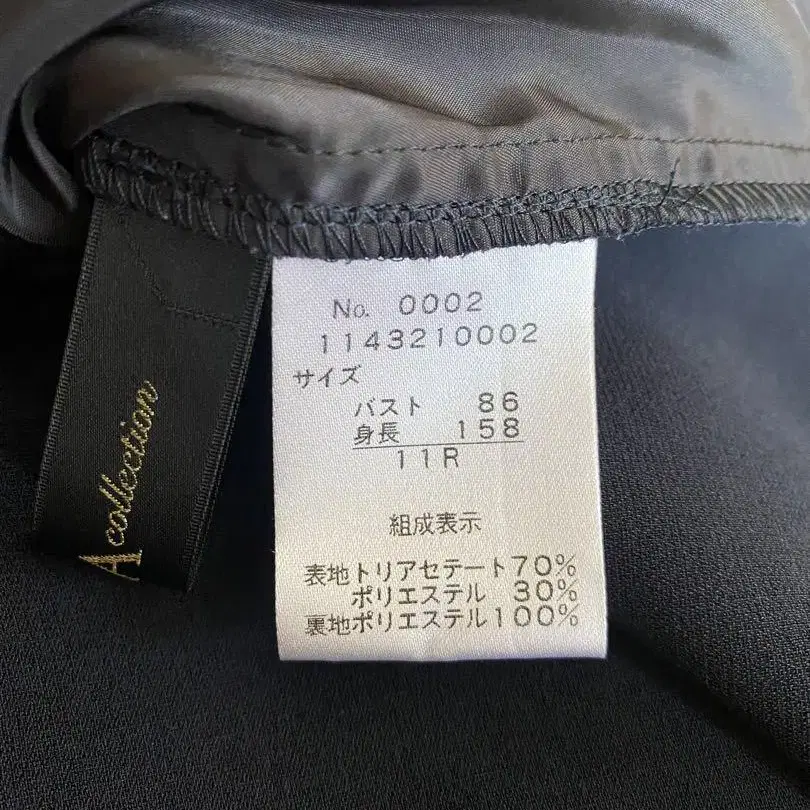 No. 0002
1143210002
サイズ
バスト 86
身長 158
11R
組成表示
表地トリアセテート70%
ポリエステル 30%
裏地ポリエステル100%
A collection